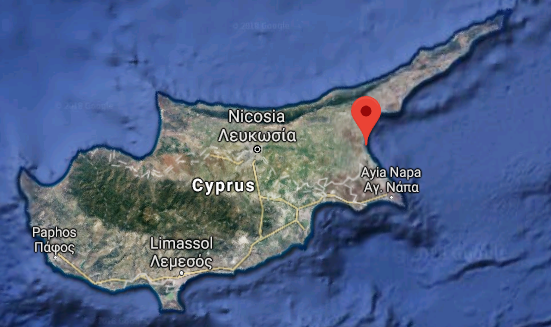 Nicosia
Λευκωσία
Ayia Napa
Αγ. Νάπα
Cyprus
Paphos
Πάφος
Limassol
Λεμεσός